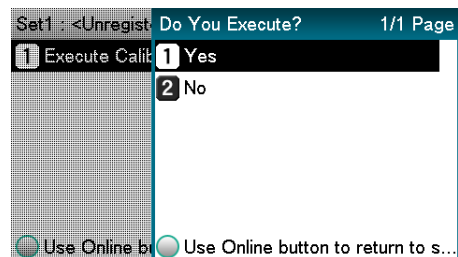 Set1 : <Unregist
Do You Execute? 1/1 Page
1 Execute Calib
1 Yes
2 No
Use Online b
Use Online button to return to s...